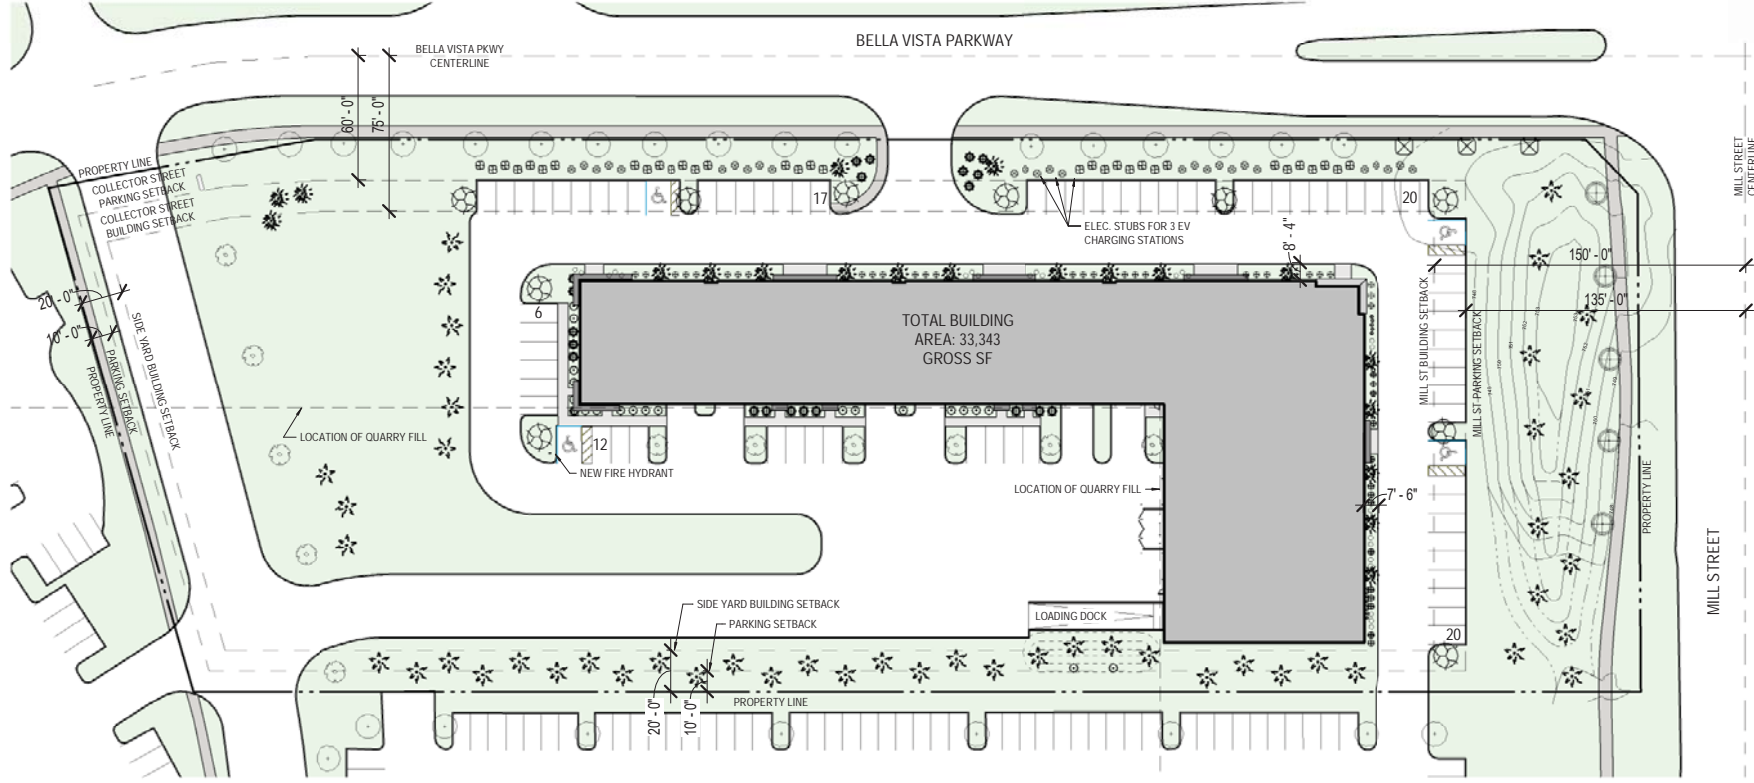 BELLA VISTA PARKWAY
BELLA VISTA PKWY
CENTERLINE
60' - 0"
75' - 0"
PROPERTY LINE
COLLECTOR STREET
PARKING SETBACK
COLLECTOR STREET
BUILDING SETBACK
17
20
ELEC. STUBS FOR 3 EV
CHARGING STATIONS
8' - 4"
MILL STREET
CENTERLINE
150' - 0"
135' - 0"
20' - 0"
10' - 0"
SIDE YARD BUILDING SETBACK
PARKING SETBACK
PROPERTY LINE
6
TOTAL BUILDING
AREA: 33,343
GROSS SF
MILL ST BUILDING SETBACK
MILL ST PARKING SETBACK
LOCATION OF QUARRY FILL
12
NEW FIRE HYDRANT
LOCATION OF QUARRY FILL
7' - 6"
PROPERTY LINE
MILL STREET
SIDE YARD BUILDING SETBACK
PARKING SETBACK
LOADING DOCK
20
20' - 0"
10' - 0"
PROPERTY LINE